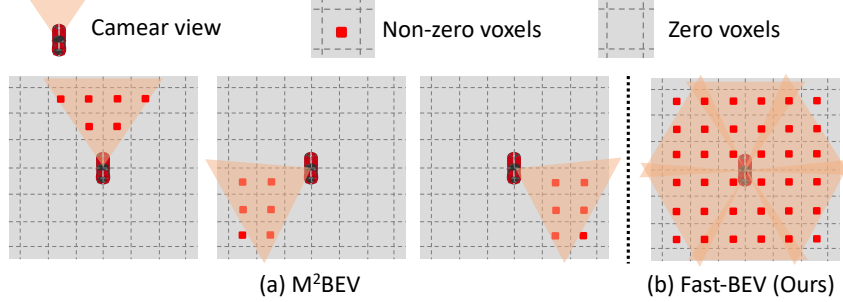 Camear view
Non-zero voxels
Zero voxels
(a) M²BEV
(b) Fast-BEV (Ours)